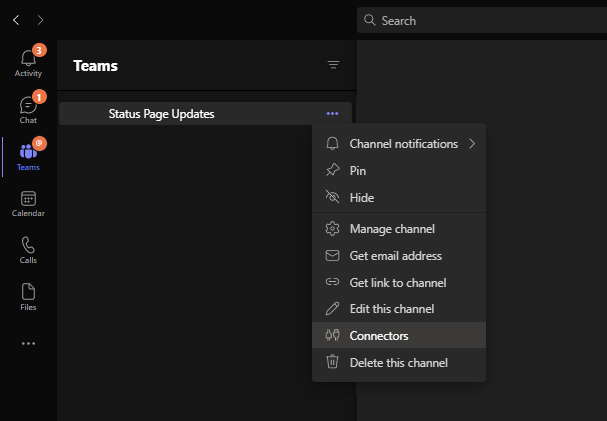 Search
3
Activity
1
Chat
@
Teams
Calendar
Calls
Files
Teams
Status Page Updates
Channel notifications
Pin
Hide
Manage channel
Get email address
Get link to channel
Edit this channel
Connectors
Delete this channel